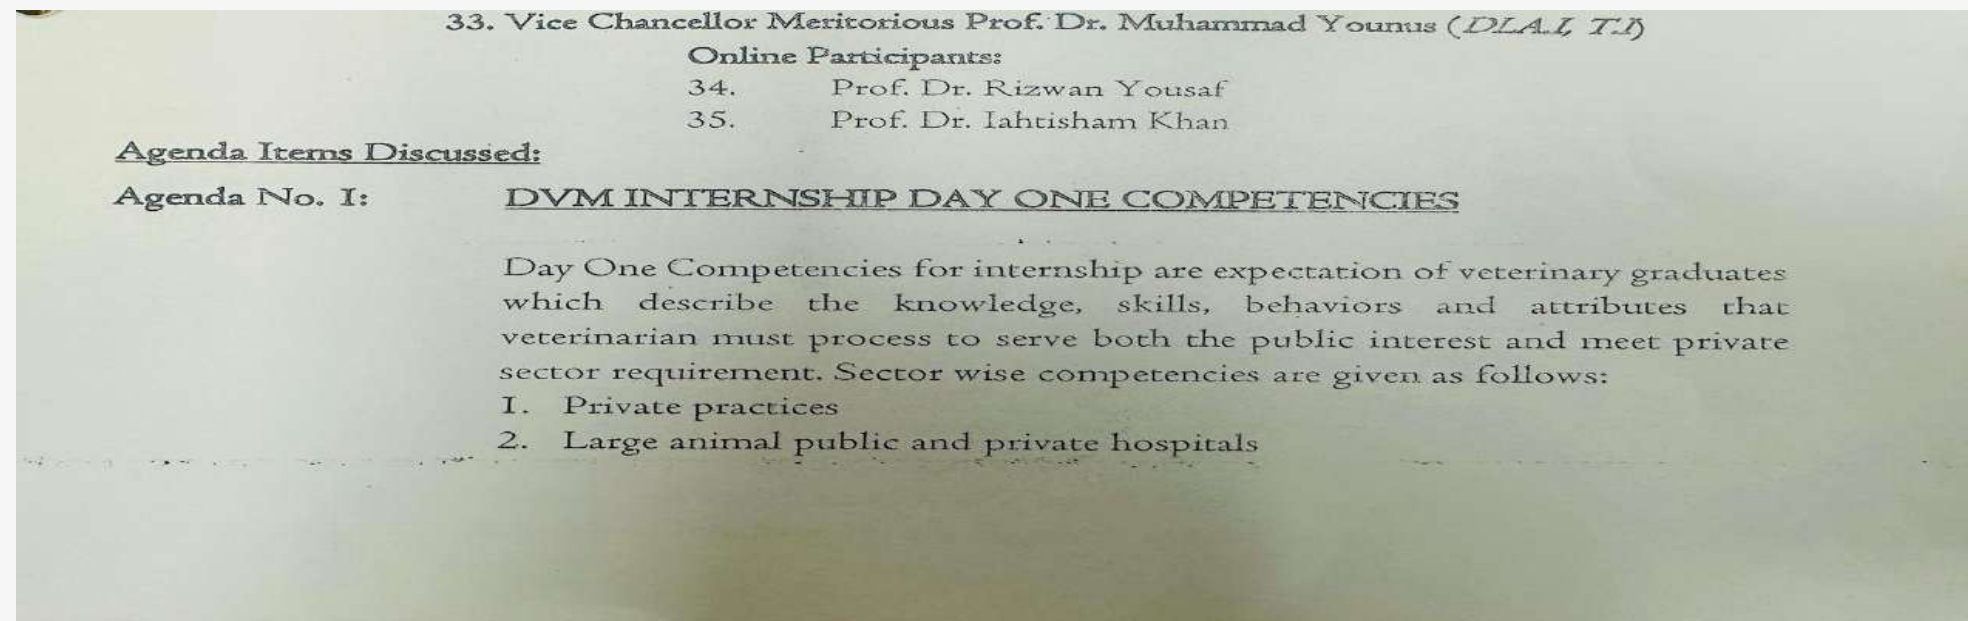 33. Vice Chancellor Meritorious Prof. Dr. Muhammad Younus (DLA.I, T.I)
Online Participants:
34. Prof. Dr. Rizwan Yousaf
35. Prof. Dr. Iahtisham Khan
Agenda Items Discussed:
Agenda No. I: DVM INTERNSHIP DAY ONE COMPETENCIES
Day One Competencies for internship are expectation of veterinary graduates
which describe the knowledge, skills, behaviors and attributes that
veterinarian must process to serve both the public interest and meet private
sector requirement. Sector wise competencies are given as follows:
1. Private practices
2. Large animal public and private hospitals